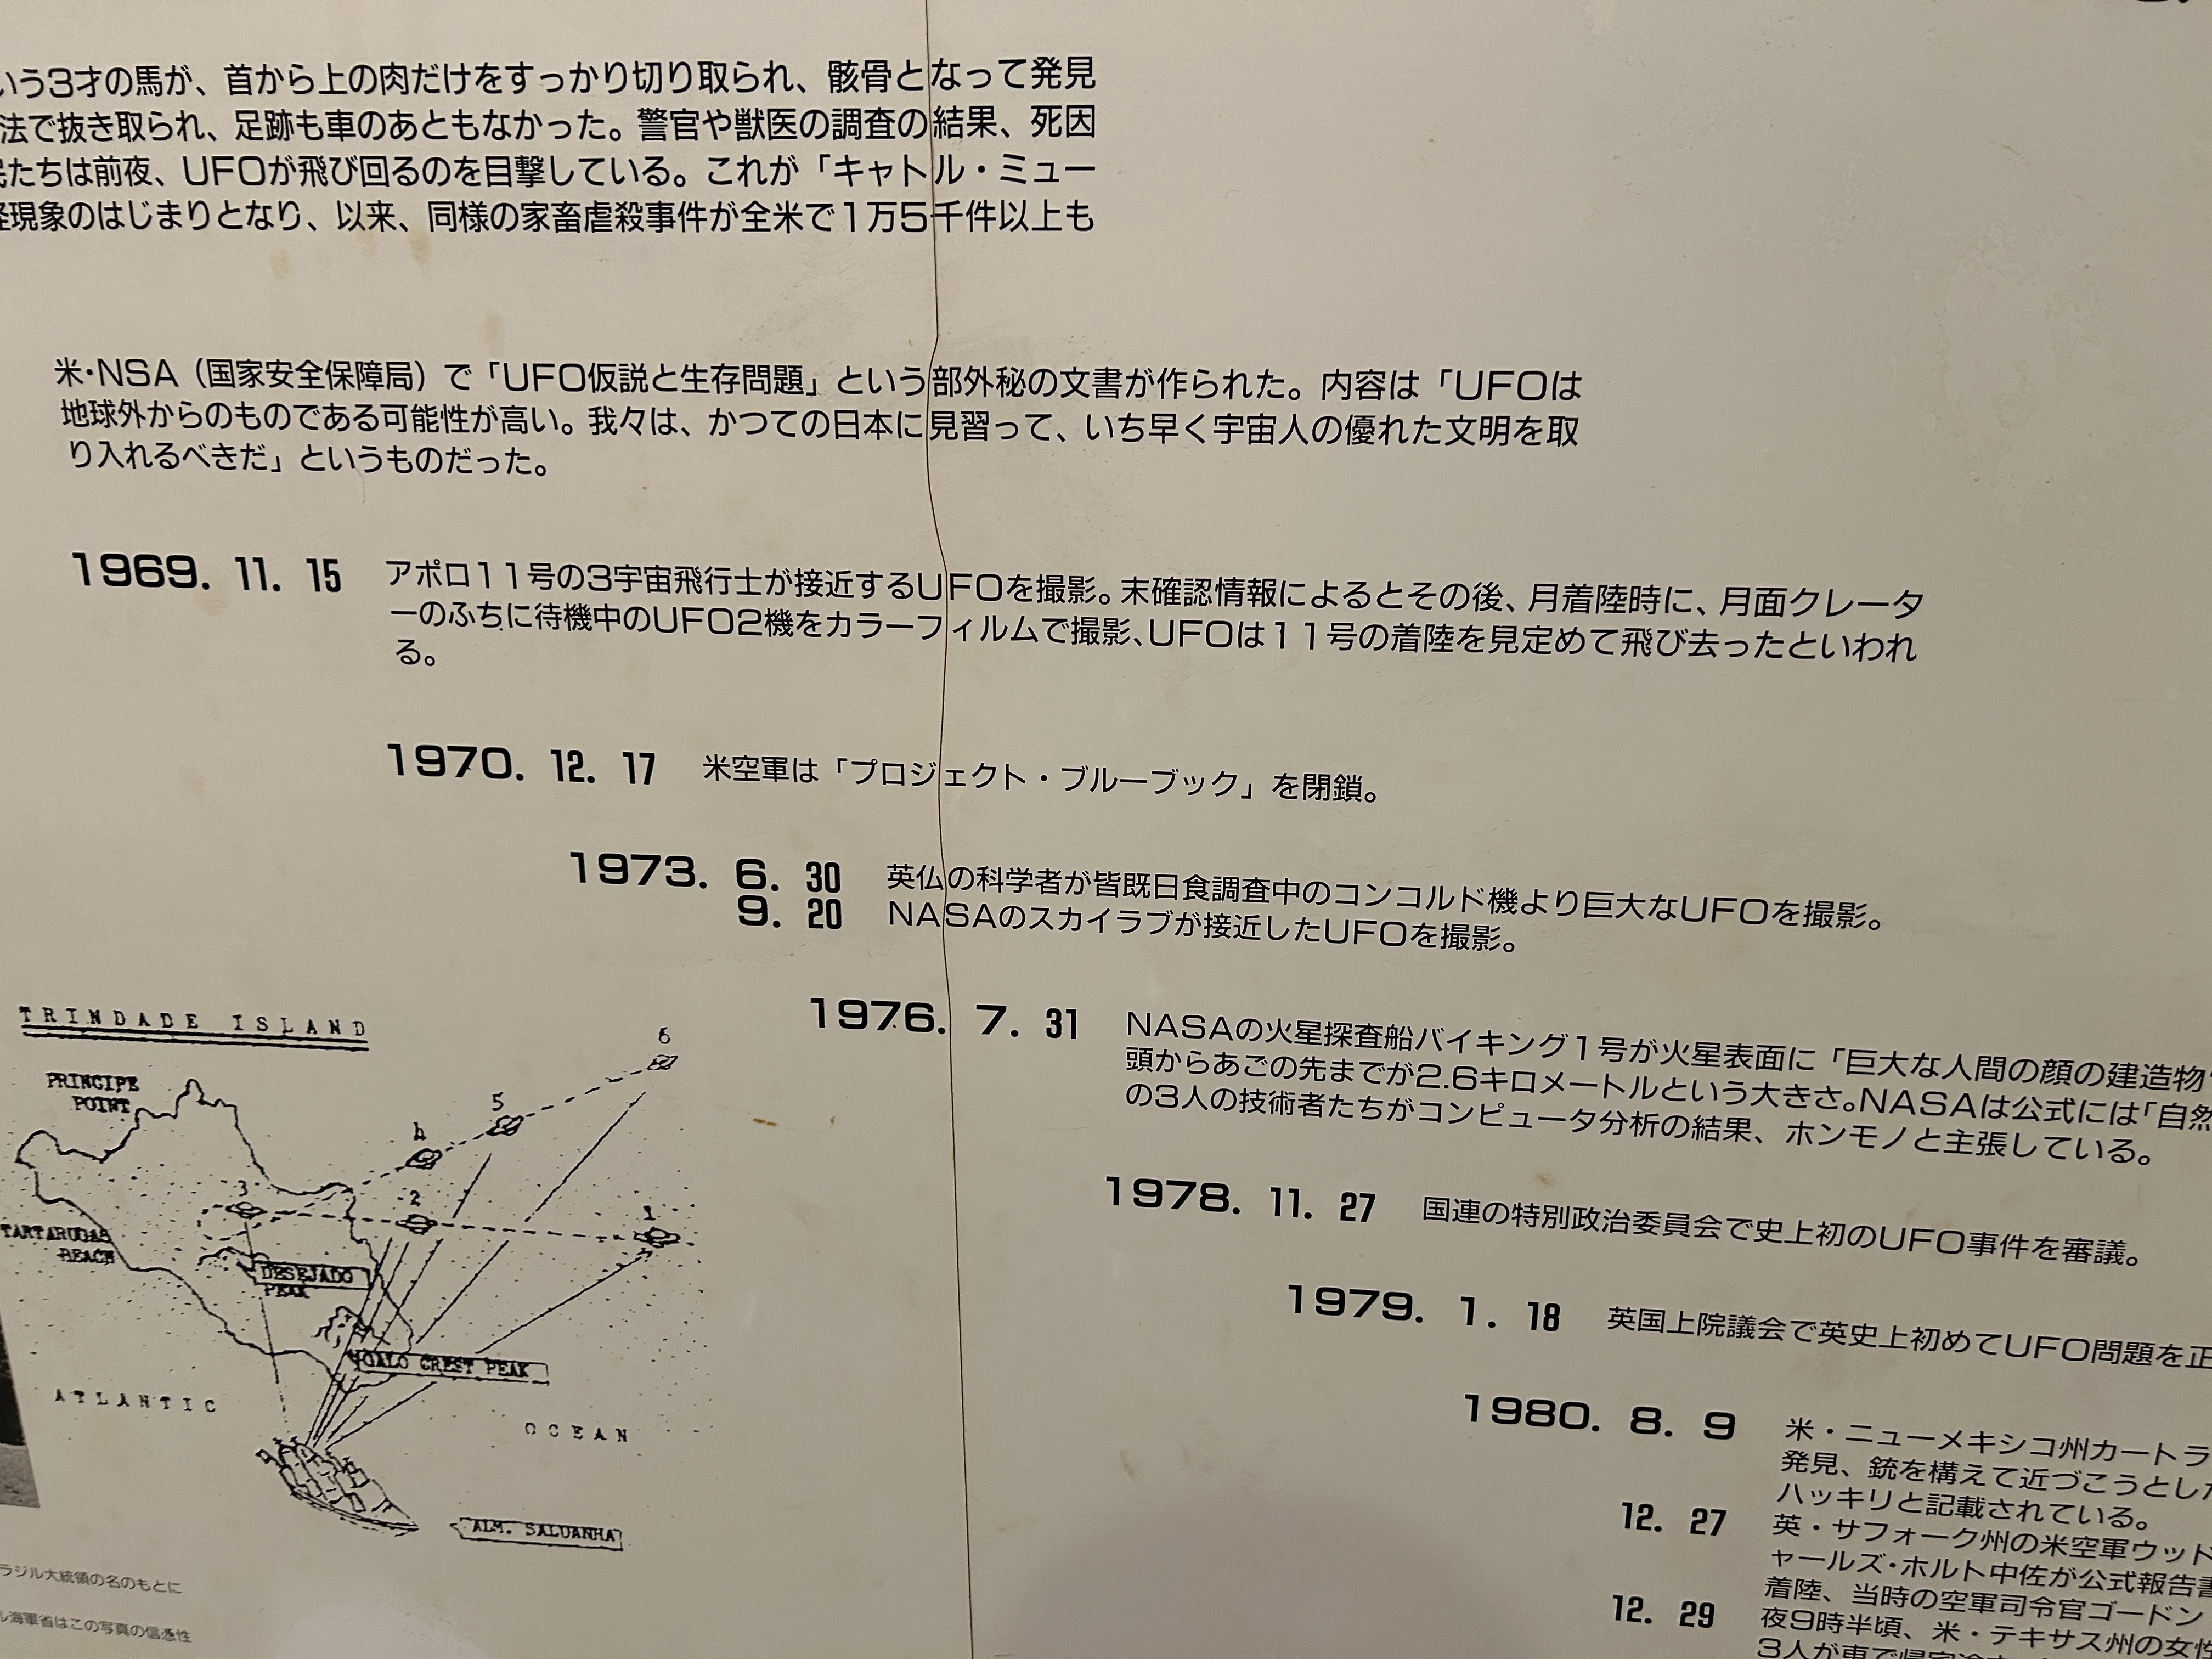 いう3才の馬が、首から上の肉だけをすっかり切り取られ、骸骨となって発見
法で抜き取られ、足跡も車のあともなかった。警官や獣医の調査の結果、死因
たちは前夜、UFOが飛び回るのを目撃している。これが「キャトル・ミュー
現象のはじまりとなり、以来、同様の家畜虐殺事件が全米で1万5千件以上も
米・NSA（国家安全保障局）で「UFO仮説と生存問題」という部外秘の文書が作られた。内容は「UFOは
地球外からのものである可能性が高い。我々は、かつての日本に見習って、いち早く宇宙人の優れた文明を取
り入れるべきだ」というものだった。
1969. 11. 15 アポロ11号の3宇宙飛行士が接近するUFOを撮影。末確認情報によるとその後、月着陸時に、月面クレータ
ーのふちに待機中のUFO2機をカラーフィルムで撮影、UFOは11号の着陸を見定めて飛び去ったといわれ
る。
1970. 12. 17 米空軍は「プロジェクト・ブルーブック」を閉鎖。
1973. 6. 30 英仏の科学者が皆既日食調査中のコンコルド機より巨大なUFOを撮影。
9. 20 NASAのスカイラブが接近したUFOを撮影。
1976. 7. 31 NASAの火星探査船バイキング1号が火星表面に「巨大な人間の顔の建造物
頭からあごの先までが2.6キロメートルという大きさ。NASAは公式には「自然
の3人の技術者たちがコンピュータ分析の結果、ホンモノと主張している。
1978. 11. 27 国連の特別政治委員会で史上初のUFO事件を審議。
1979. 1. 18 英国上院議会で英史上初めてUFO問題を正
1980. 8. 9 米・ニューメキシコ州カートラ
発見、銃を構えて近づこうとした
ハッキリと記載されている。
12. 27 英・サフォーク州の米空軍ウッド
ャールズ・ホルト中佐が公式報告書
着陸、当時の空軍司令官ゴードン
12. 29 夜9時半頃、米・テキサス州の女性
3人が車で帰宅途
TRINDADE ISLAND
PRINCIPE
POINT
6
5
4
3
2
1
TARTARUGAS
BEACH
DESEJADO
PEAK
CREST PEAK
ATLANTIC
OCEAN
ALM. SALDANHA
ラジル大統領の名のもとに
ル海軍省はこの写真の信憑性